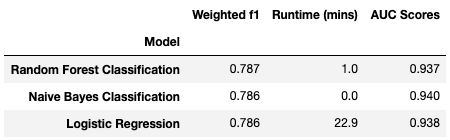 Weighted f1 Runtime (mins) AUC Scores
Model
Random Forest Classification 0.787 1.0 0.937
Naive Bayes Classification 0.786 0.0 0.940
Logistic Regression 0.786 22.9 0.938